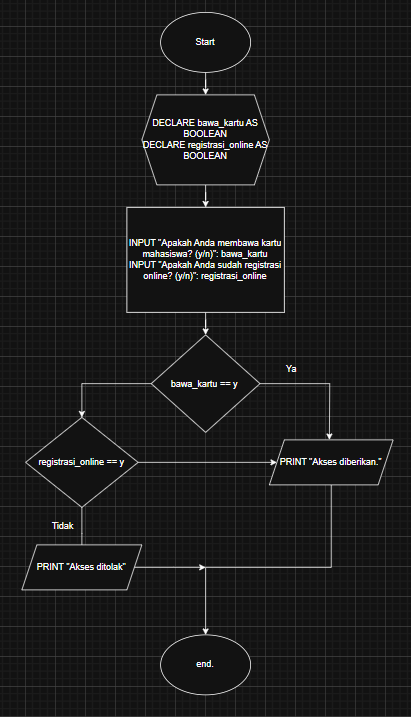 Start
DECLARE bawa_kartu AS
BOOLEAN
DECLARE registrasi_online AS
BOOLEAN
INPUT "Apakah Anda membawa kartu
mahasiswa? (y/n)": bawa_kartu
INPUT "Apakah Anda sudah registrasi
online? (y/n)": registrasi_online
bawa_kartu == y
Ya
registrasi_online == y
PRINT "Akses diberikan."
Tidak
PRINT "Akses ditolak"
end.